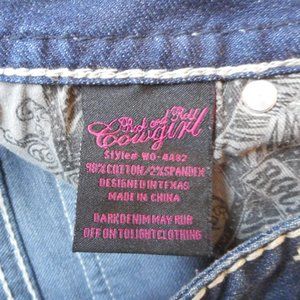 Rock and Roll
Cowgirl
Style# WO-4482
98%COTTON/2%SPANDEX
DESIGNED IN TEXAS
MADE IN CHINA
DARK DENIM MAY RUB
OFF ON TO LIGHT CLOTHING